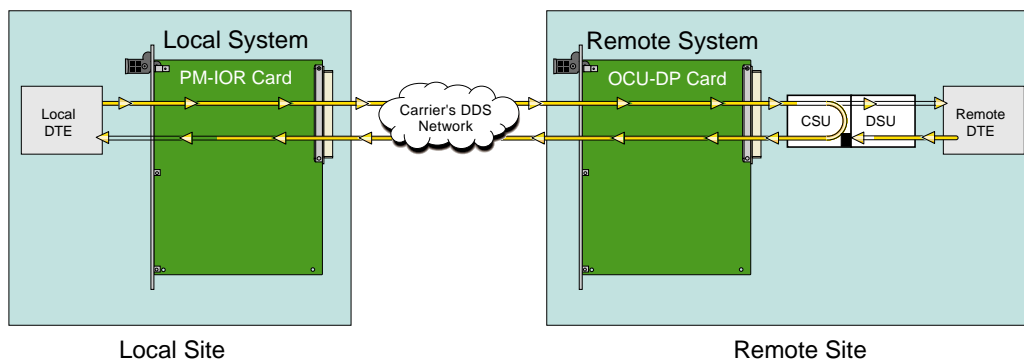 Local System
Remote System
PM-IOR Card
OCU-DP Card
Local
DTE
Carrier's DDS
Network
CSU
DSU
Remote
DTE
Local Site
Remote Site